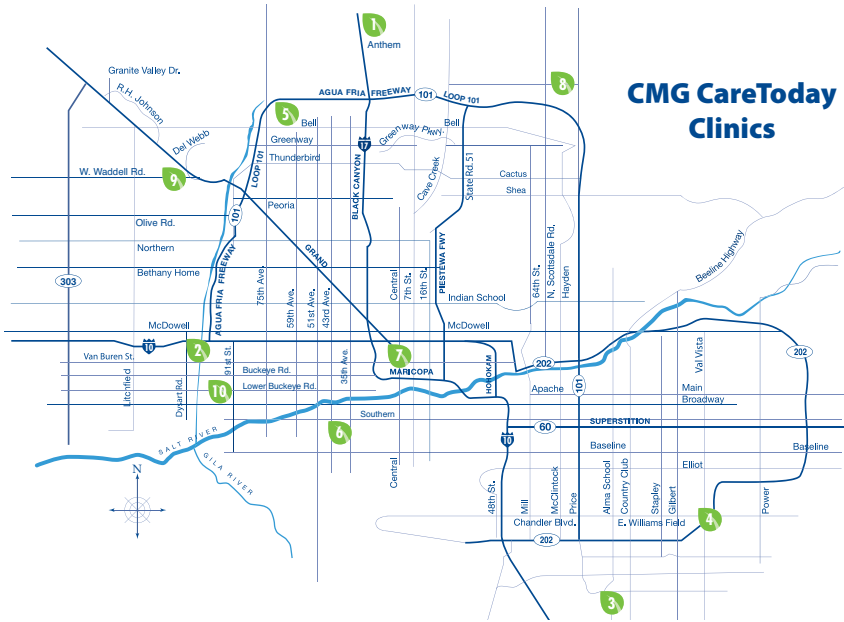 1
Anthem
Granite Valley Dr.
R.H. Johnson
AGUA FRIA FREEWAY
101
LOOP 101
8
CMG CareToday
Clinics
5
Bell
Greenway
Thunderbird
17
Greenway Pkwy.
Bell
Del Webb
W. Waddell Rd.
9
LOOP 101
BLACK CANYON
Cave Creek
State Rd. 51
Cactus
Shea
Peoria
101
Olive Rd.
Northern
Bethany Home
303
AGUA FRIA FREEWAY
GRAND
75th Ave.
59th Ave.
51st Ave.
43rd Ave.
Central
7th St.
16th St.
PIESTEWA FWY
Indian School
64th St.
N. Scottsdale Rd.
Hayden
Beeline Highway
McDowell
McDowell
10
Van Buren St.
2
91st St.
35th Ave.
7
MARICOPA
HOHOKAM
202
Val Vista
202
Litchfield
Dysart Rd.
10
Buckeye Rd.
Lower Buckeye Rd.
Apache
101
Main
Broadway
Southern
6
60
SUPERSTITION
10
Baseline
Baseline
SALT RIVER
GILA RIVER
N
Central
Elliot
48th St.
Mill
McClintock
Price
Alma School
Country Club
Stapley
Gilbert
Power
4
Chandler Blvd.
E. Williams Field
202
3